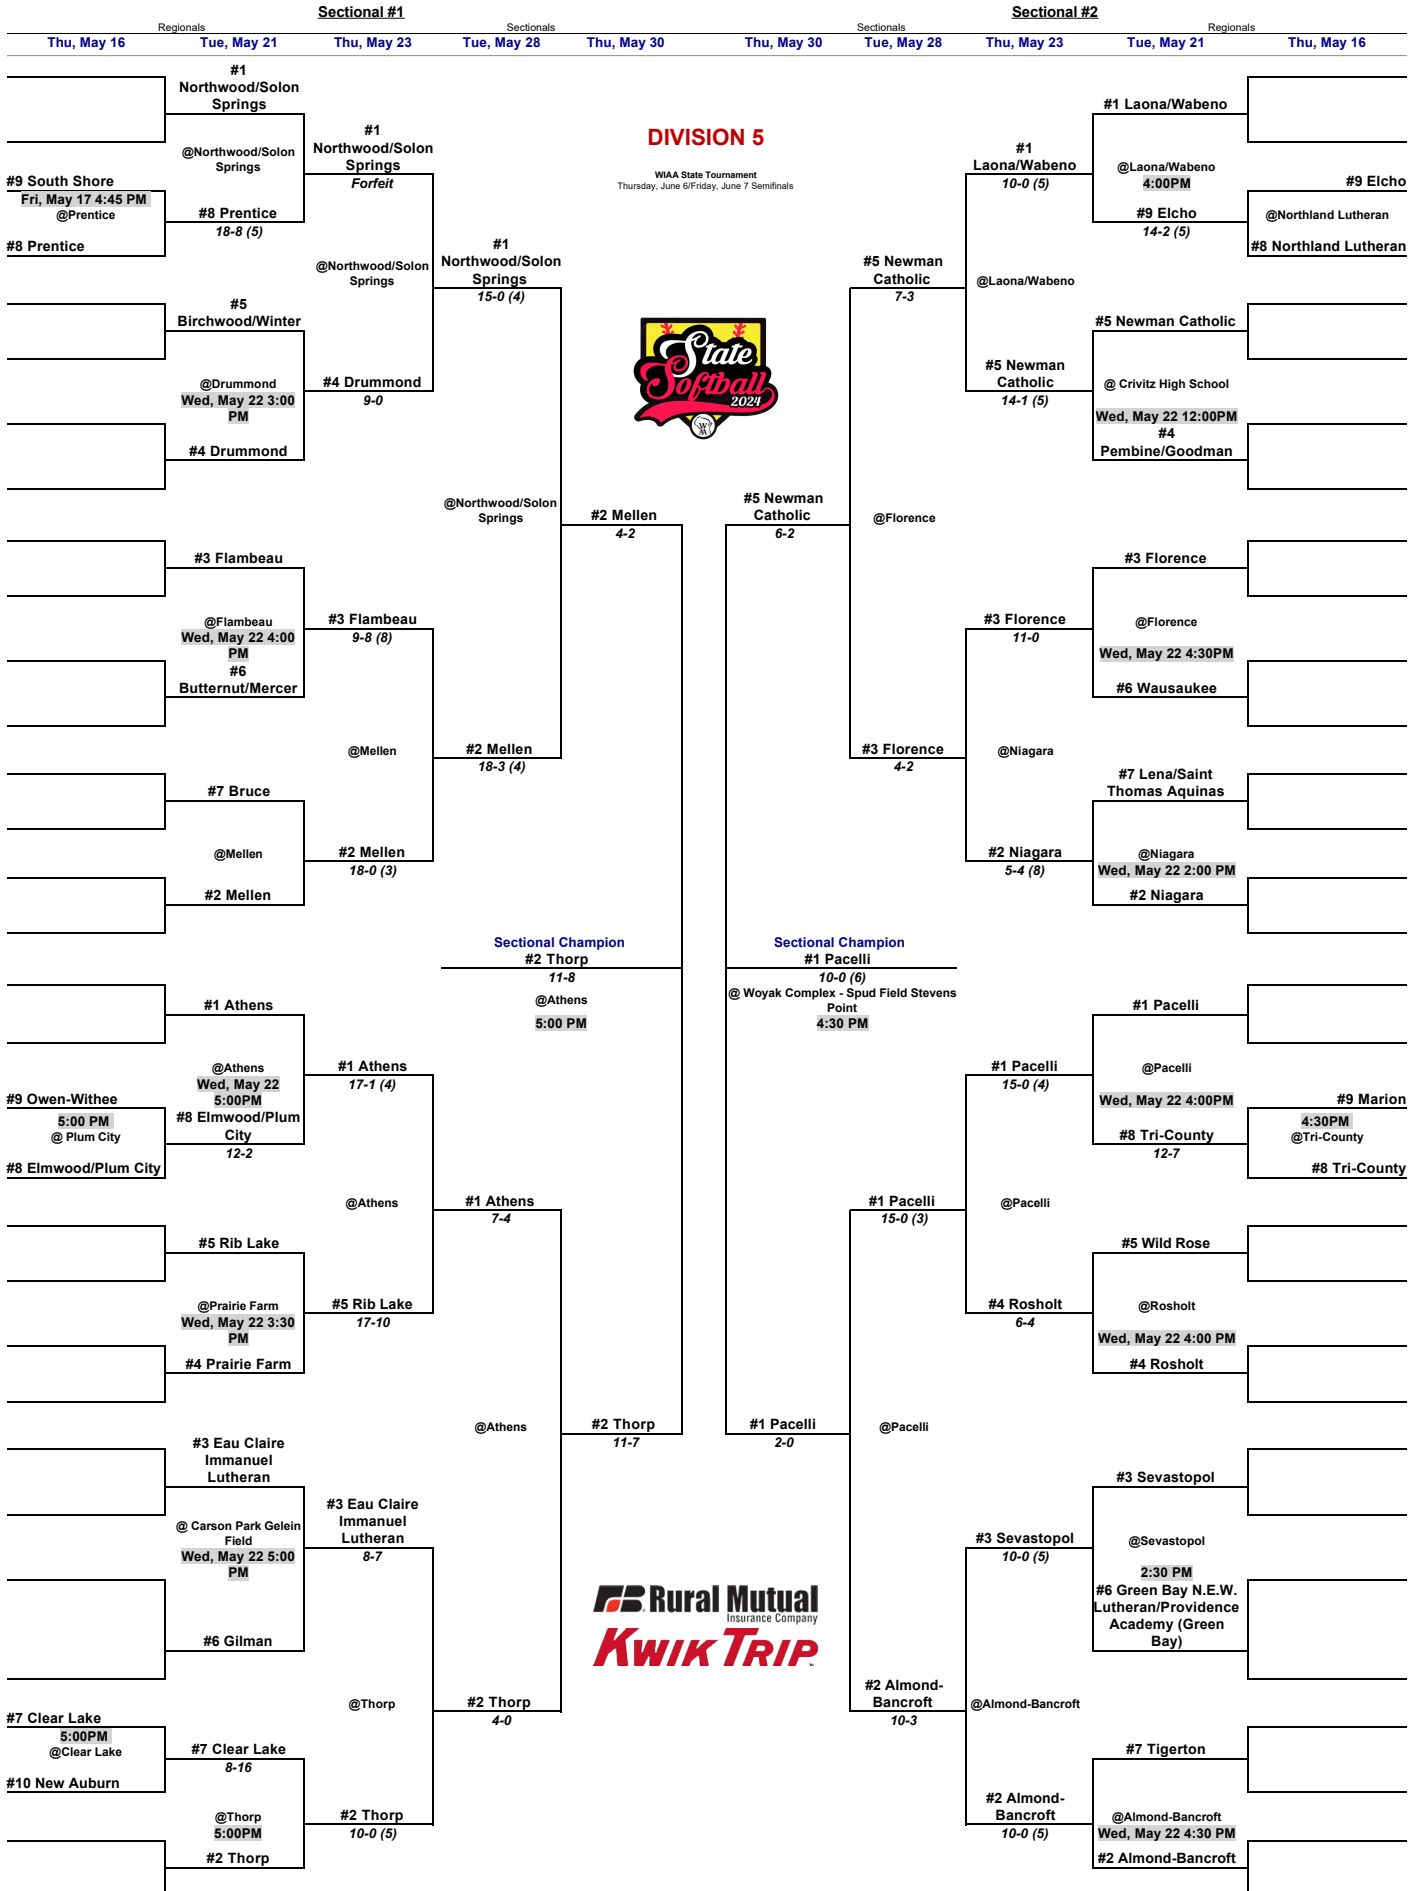 Sectional #1
Sectional #2
Regionals
Sectionals
Sectionals
Regionals
Thu, May 16
Tue, May 21
Thu, May 23
Tue, May 28
Thu, May 30
Thu, May 30
Tue, May 28
Thu, May 23
Tue, May 21
Thu, May 16
DIVISION 5
WIAA State Tournament
Thursday, June 6/Friday, June 7 Semifinals
State
Softball
2024
#9 South Shore
Fri, May 17 4:45 PM
@Prentice
#8 Prentice
#1
Northwood/Solon
Springs
@Northwood/Solon
Springs
#8 Prentice
18-8 (5)
#5
Birchwood/Winter
@Drummond
Wed, May 22 3:00
PM
#4 Drummond
#3 Flambeau
@Flambeau
Wed, May 22 4:00
PM
#6
Butternut/Mercer
#7 Bruce
@Mellen
#2 Mellen
#1
Northwood/Solon
Springs
Forfeit
@Northwood/Solon
Springs
#4 Drummond
9-0
#3 Flambeau
9-8 (8)
@Mellen
#2 Mellen
18-0 (3)
#1
Northwood/Solon
Springs
15-0 (4)
@Northwood/Solon
Springs
#2 Mellen
18-3 (4)
#2 Mellen
4-2
Sectional Champion
#2 Thorp
11-8
@Athens
5:00 PM
#9 Owen-Withee
5:00 PM
@ Plum City
#8 Elmwood/Plum City
#7 Clear Lake
5:00PM
@Clear Lake
#10 New Auburn
#1 Athens
@Athens
Wed, May 22
5:00PM
#8 Elmwood/Plum
City
12-2
#5 Rib Lake
@Prairie Farm
Wed, May 22 3:30
PM
#4 Prairie Farm
#3 Eau Claire
Immanuel
Lutheran
@ Carson Park Gelein
Field
Wed, May 22 5:00
PM
#6 Gilman
#7 Clear Lake
8-16
@Thorp
5:00PM
#2 Thorp
#1 Athens
17-1 (4)
@Athens
#5 Rib Lake
17-10
#3 Eau Claire
Immanuel
Lutheran
8-7
@Thorp
#2 Thorp
10-0 (5)
#1 Athens
7-4
@Athens
#2 Thorp
4-0
#2 Thorp
11-7
Rural Mutual
Insurance Company
KWIK TRIP
#5 Newman
Catholic
6-2
Sectional Champion
#1 Pacelli
10-0 (6)
@ Woyak Complex - Spud Field Stevens
Point
4:30 PM
#1 Pacelli
2-0
#5 Newman
Catholic
7-3
@Florence
#3 Florence
4-2
#1 Pacelli
15-0 (3)
@Pacelli
#2 Almond-
Bancroft
10-3
#1
Laona/Wabeno
10-0 (5)
@Laona/Wabeno
#5 Newman
Catholic
14-1 (5)
#3 Florence
11-0
@Niagara
#2 Niagara
5-4 (8)
#1 Pacelli
15-0 (4)
@Pacelli
#4 Rosholt
6-4
#3 Sevastopol
10-0 (5)
@Almond-Bancroft
#2 Almond-
Bancroft
10-0 (5)
#1 Laona/Wabeno
@Laona/Wabeno
4:00PM
#9 Elcho
14-2 (5)
#5 Newman Catholic
@ Crivitz High School
Wed, May 22 12:00PM
#4
Pembine/Goodman
#3 Florence
@Florence
Wed, May 22 4:30PM
#6 Wausaukee
#7 Lena/Saint
Thomas Aquinas
@Niagara
Wed, May 22 2:00 PM
#2 Niagara
#1 Pacelli
@Pacelli
Wed, May 22 4:00PM
#8 Tri-County
12-7
#5 Wild Rose
@Rosholt
Wed, May 22 4:00 PM
#4 Rosholt
#3 Sevastopol
@Sevastopol
2:30 PM
#6 Green Bay N.E.W.
Lutheran/Providence
Academy (Green
Bay)
#7 Tigerton
@Almond-Bancroft
Wed, May 22 4:30 PM
#2 Almond-Bancroft
#9 Elcho
@Northland Lutheran
#8 Northland Lutheran
#9 Marion
4:30PM
@Tri-County
#8 Tri-County